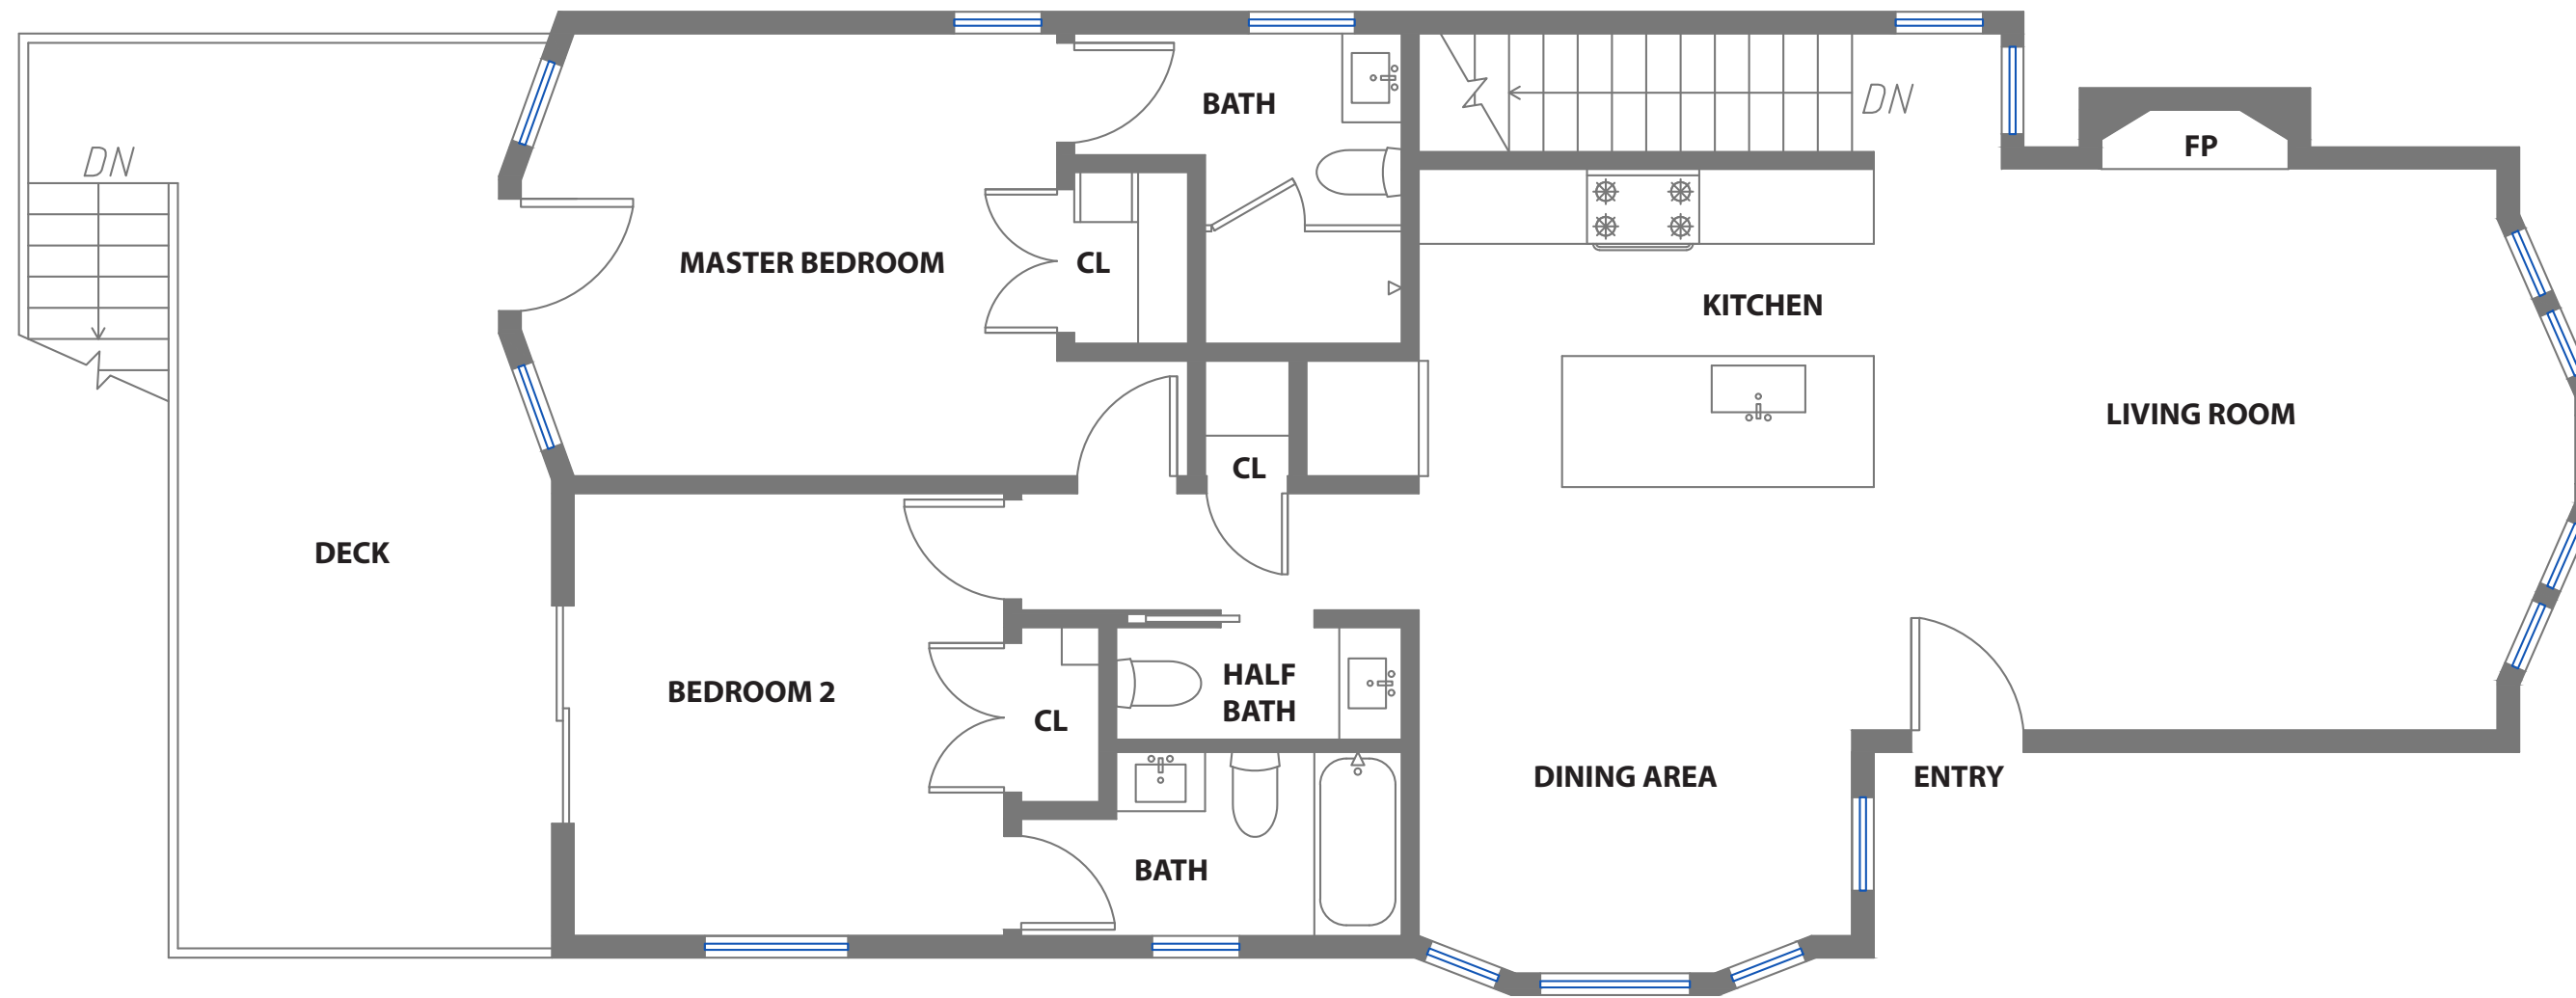 BATH
DN
DN
FP
MASTER BEDROOM
CL
KITCHEN
LIVING ROOM
CL
DECK
BEDROOM 2
HALF
BATH
CL
DINING AREA
ENTRY
BATH